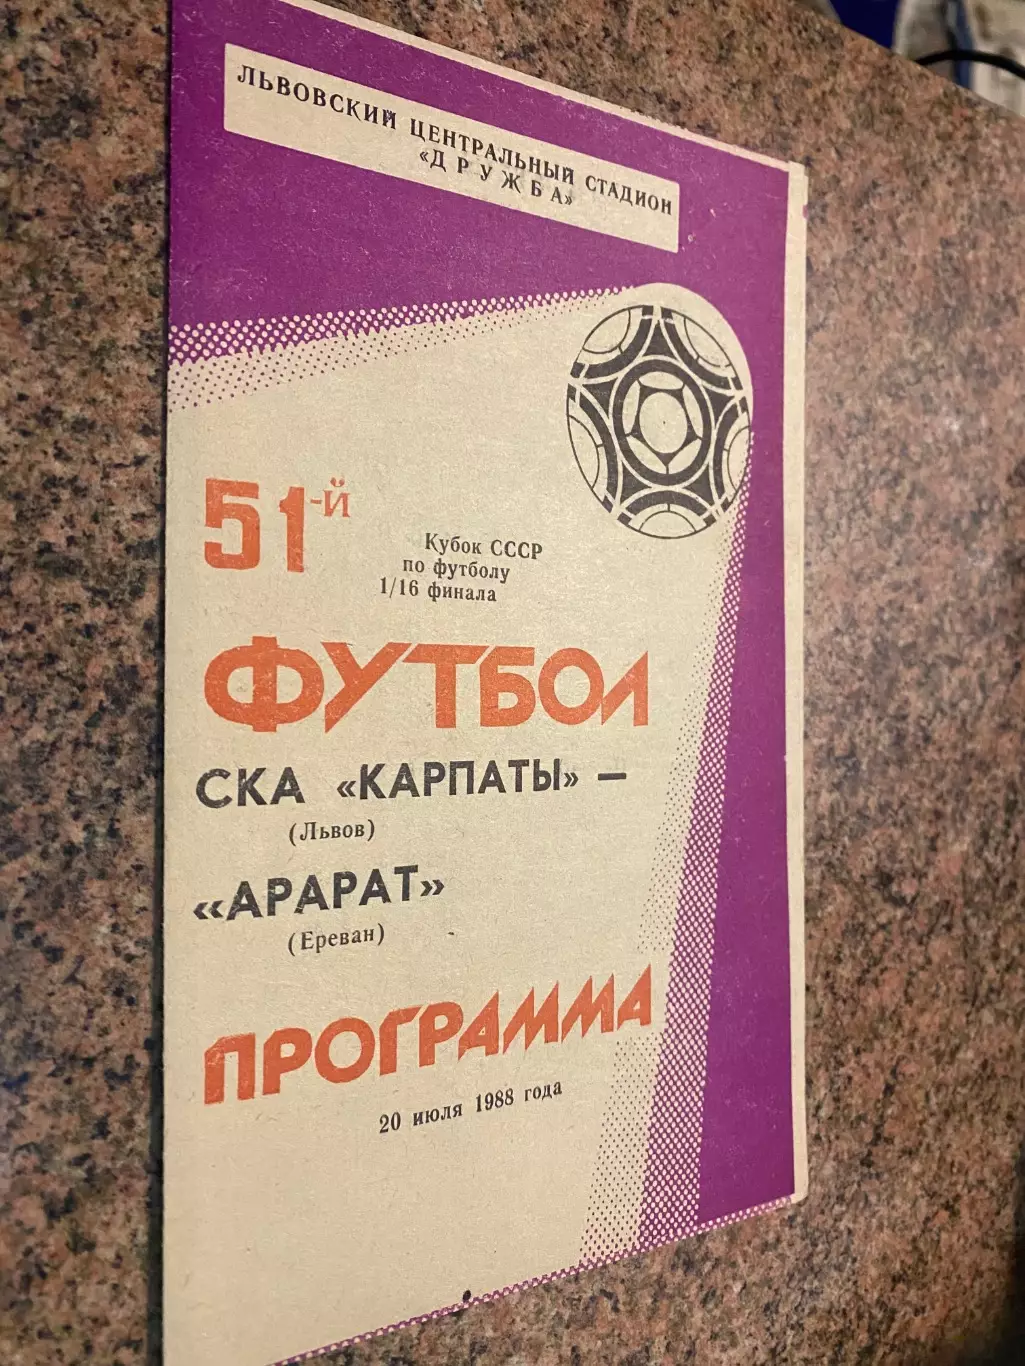 ЛЬВОВСКИЙ ЦЕНТРАЛЬНЫЙ СТАДИОН
«ДРУЖБА»
51-й
Кубок СССР
по футболу
1/16 финала
ФУТБОЛ
СКА «КАРПАТЫ» —
(Львов)
«АРАРАТ»
(Ереван)
ПРОГРАММА
20 июля 1988 года